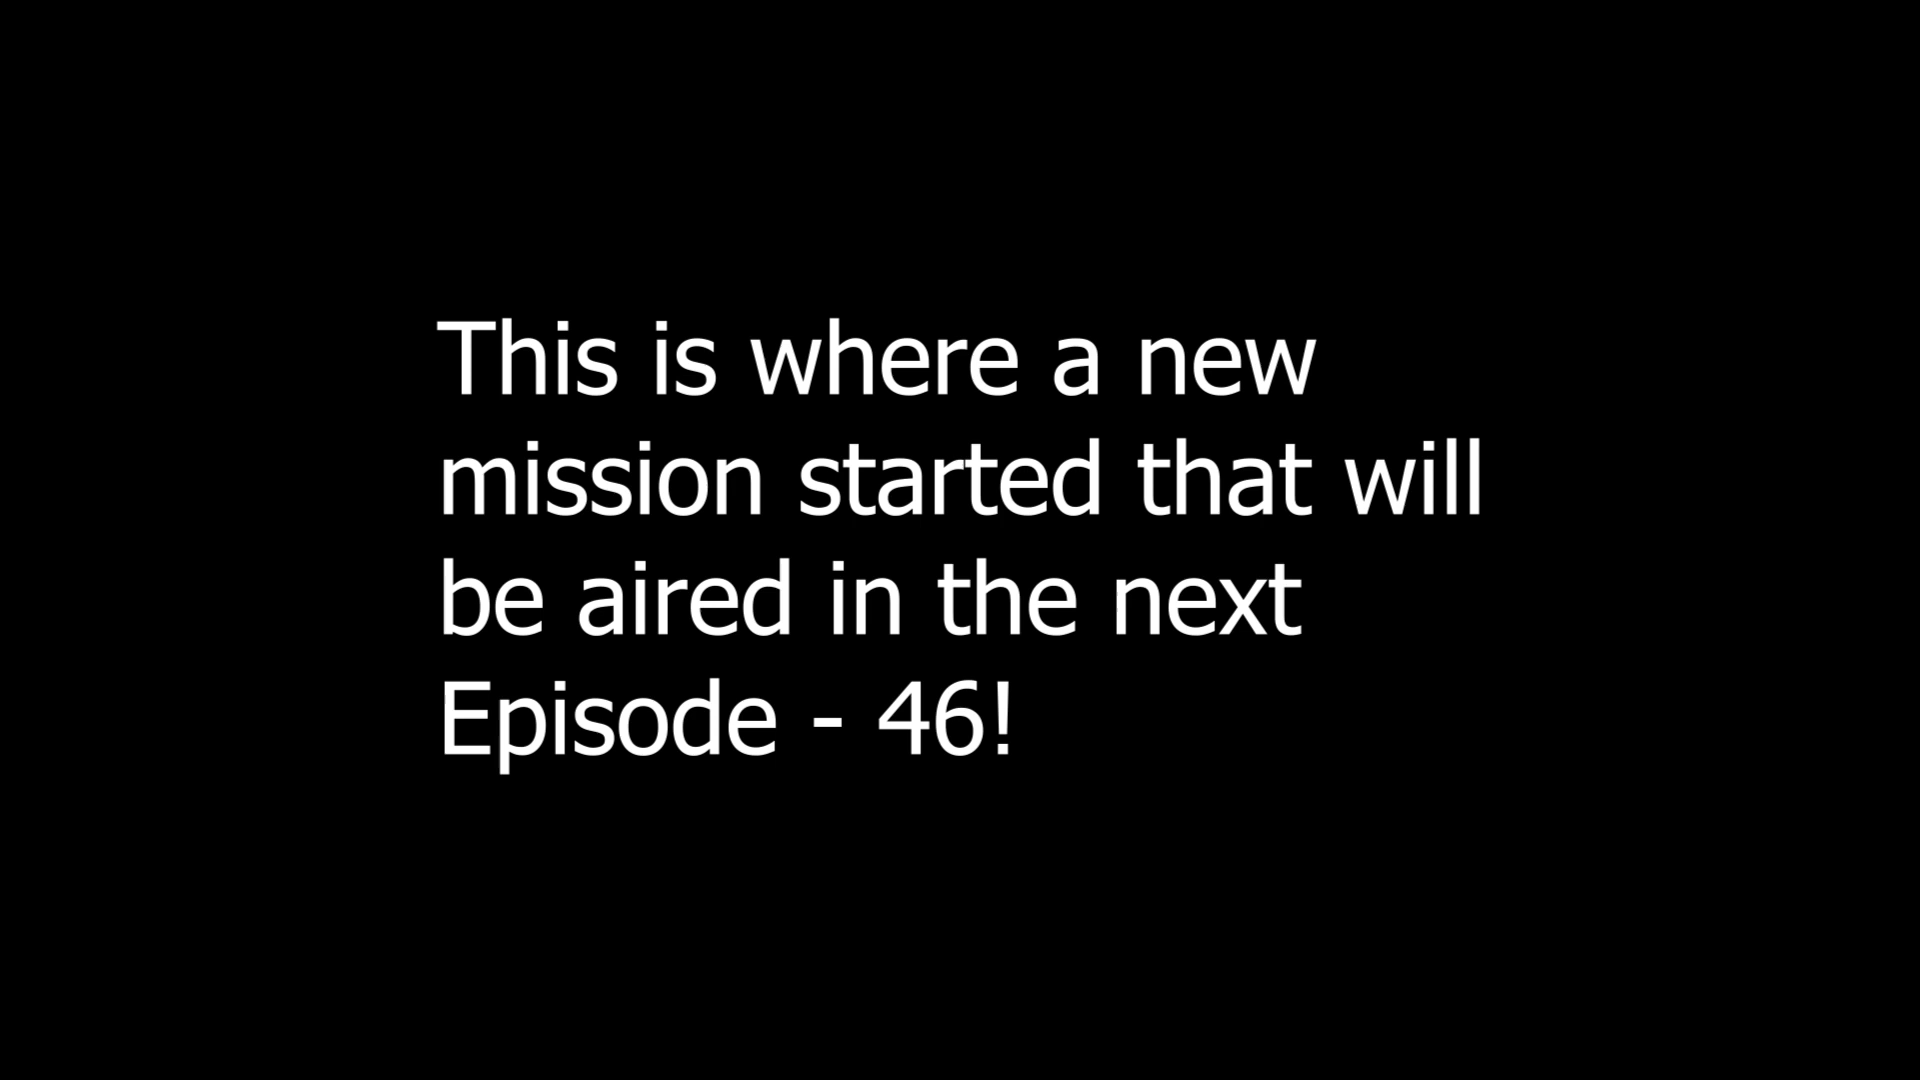 This is where a new
mission started that will
be aired in the next
Episode - 46!